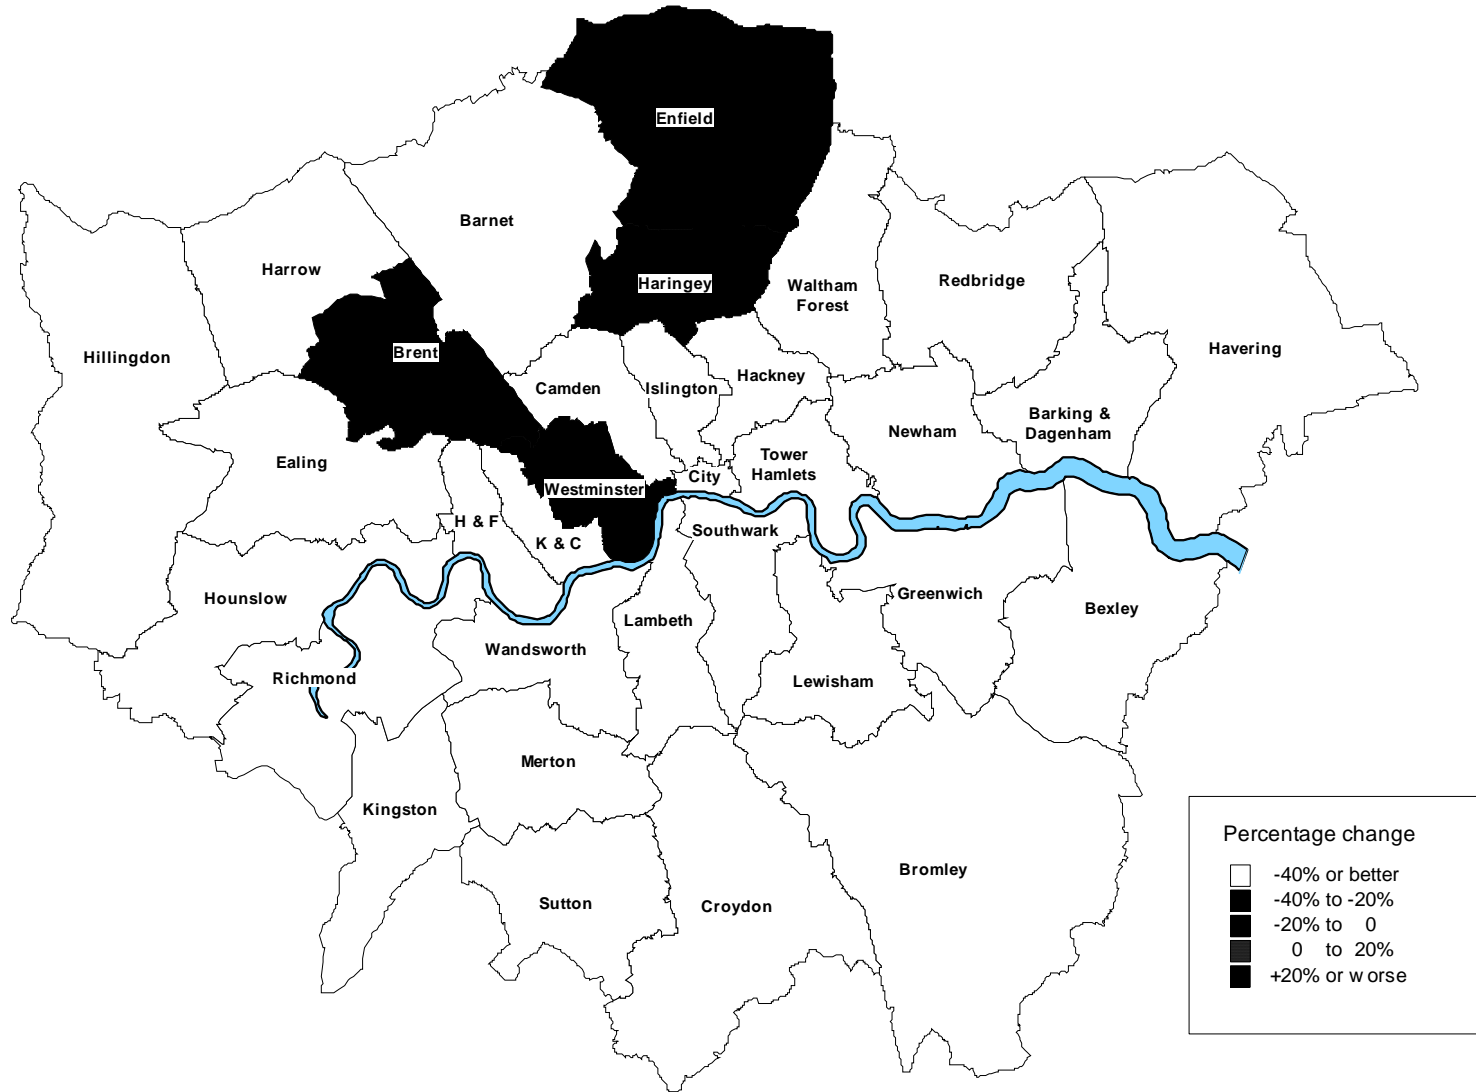 Enfield
Barnet
Harrow
Haringey
Waltham
Forest
Redbridge
Hillingdon
Brent
Havering
Camden
Islington
Hackney
Barking &
Dagenham
Newham
Ealing
Tower
Hamlets
City
Westminster
H & F
Southwark
K & C
Hounslow
Greenwich
Bexley
Lambeth
Wandsworth
Richmond
Lewisham
Merton
Kingston
Bromley
Sutton
Croydon
Percentage change
-40% or better
-40% to -20%
-20% to 0
0 to 20%
+20% or worse